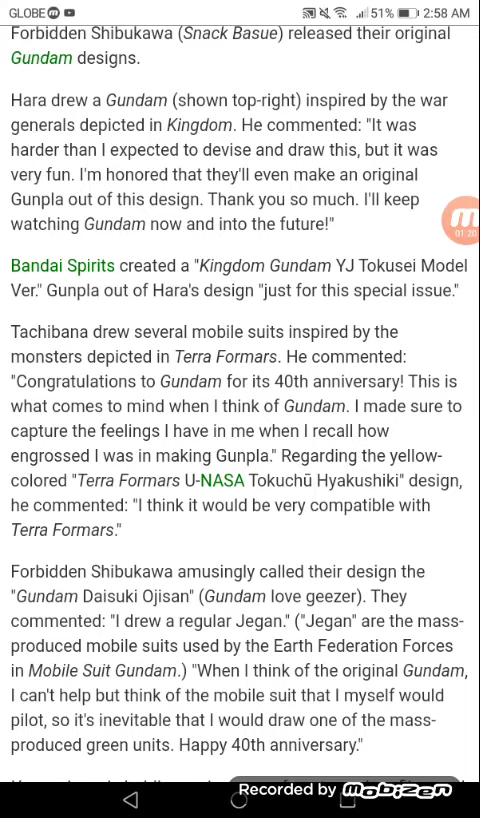 GLOBE 51% 2:58 AM
Forbidden Shibukawa (Snack Basue) released their original
Gundam designs.
Hara drew a Gundam (shown top-right) inspired by the war
generals depicted in Kingdom. He commented: "It was
harder than I expected to devise and draw this, but it was
very fun. I'm honored that they'll even make an original
Gunpla out of this design. Thank you so much. I'll keep
watching Gundam now and into the future!"
01:20
Bandai Spirits created a "Kingdom Gundam YJ Tokusei Model
Ver." Gunpla out of Hara's design "just for this special issue."
Tachibana drew several mobile suits inspired by the
monsters depicted in Terra Formars. He commented:
"Congratulations to Gundam for its 40th anniversary! This is
what comes to mind when I think of Gundam. I made sure to
capture the feelings I have in me when I recall how
engrossed I was in making Gunpla." Regarding the yellow-
colored "Terra Formars U-NASA Tokuchū Hyakushiki" design,
he commented: "I think it would be very compatible with
Terra Formars."
Forbidden Shibukawa amusingly called their design the
"Gundam Daisuki Ojisan" (Gundam love geezer). They
commented: "I drew a regular Jegan." ("Jegan" are the mass-
produced mobile suits used by the Earth Federation Forces
in Mobile Suit Gundam.) "When I think of the original Gundam,
I can't help but think of the mobile suit that I myself would
pilot, so it's inevitable that I would draw one of the mass-
produced green units. Happy 40th anniversary."
Recorded by mobizen